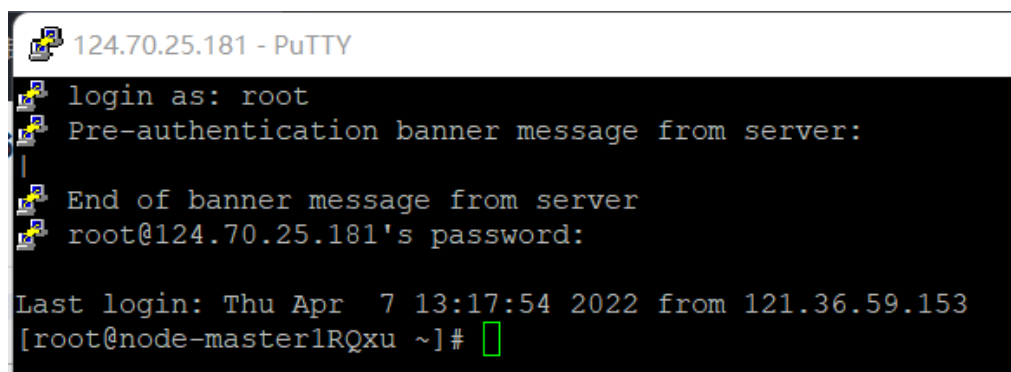 124.70.25.181 - PuTTY
login as: root
Pre-authentication banner message from server:
|
End of banner message from server
root@124.70.25.181's password:
Last login: Thu Apr  7 13:17:54 2022 from 121.36.59.153
[root@node-master1RQxu ~]#